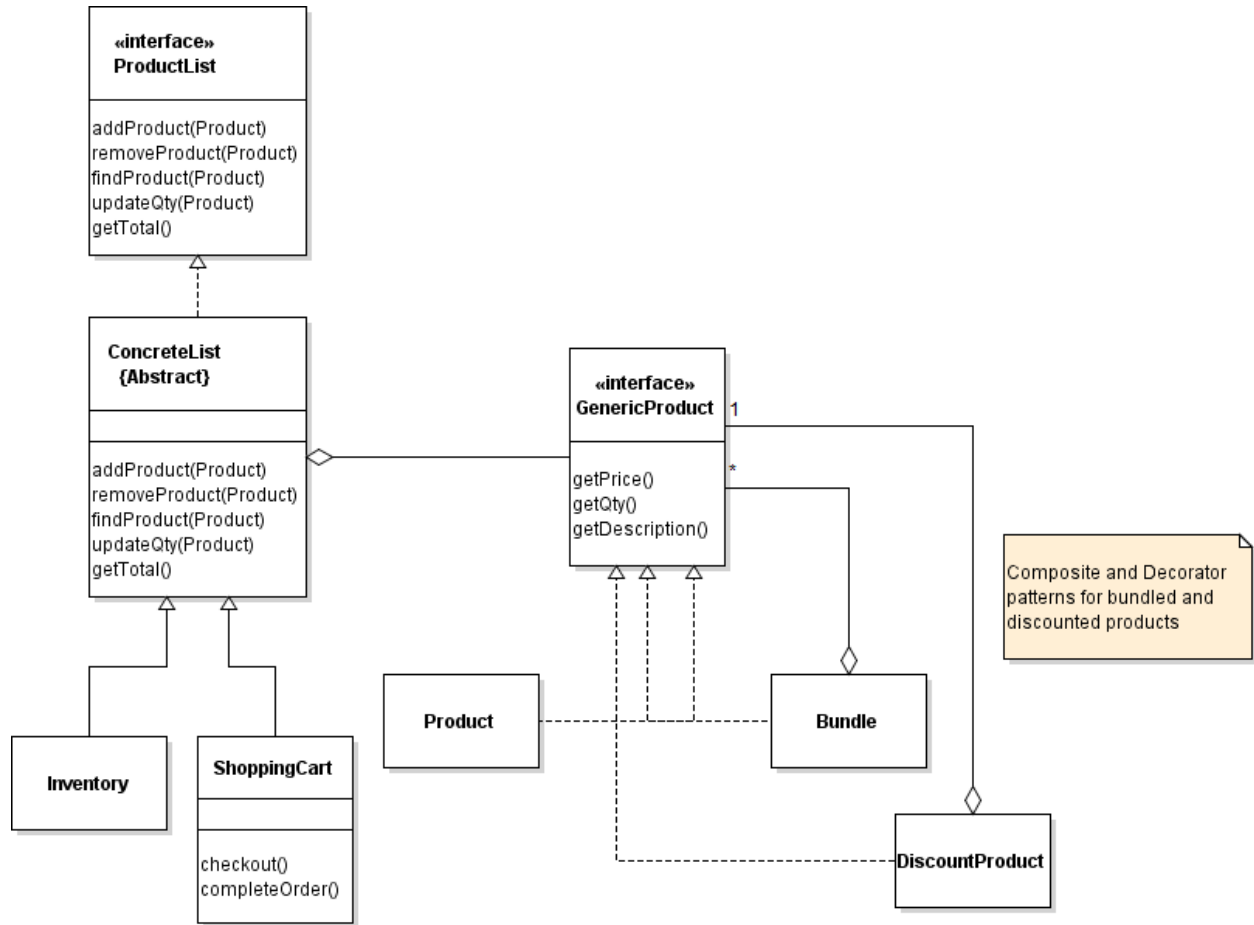 «interface»
ProductList
addProduct(Product)
removeProduct(Product)
findProduct(Product)
updateQty(Product)
getTotal()
ConcreteList
{Abstract}
addProduct(Product)
removeProduct(Product)
findProduct(Product)
updateQty(Product)
getTotal()
«interface»
GenericProduct
getPrice()
getQty()
getDescription()
1
*
Composite and Decorator
patterns for bundled and
discounted products
Product
Bundle
Inventory
ShoppingCart
checkout()
completeOrder()
DiscountProduct